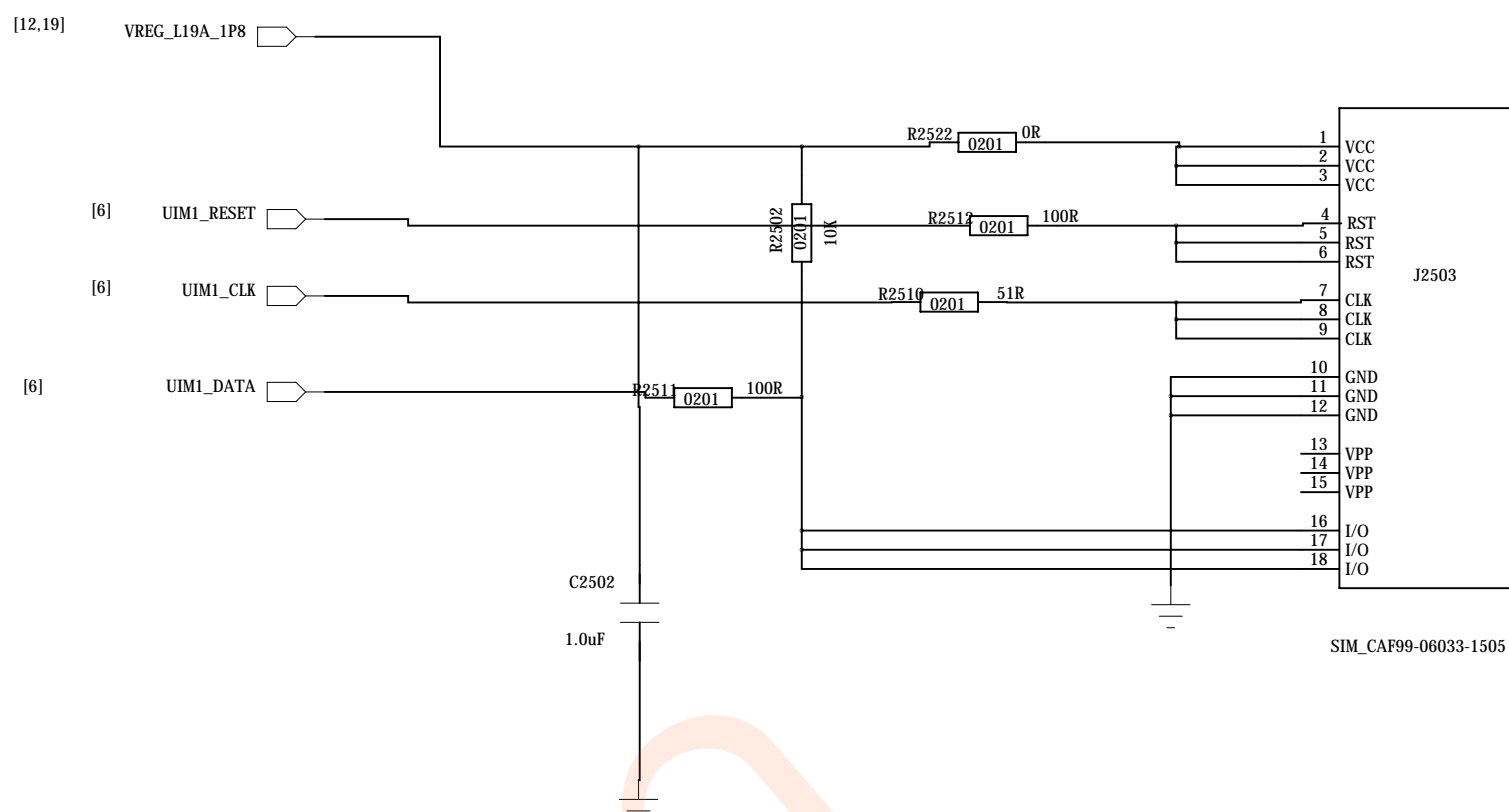 [12,19] VREG_L19A_1P8
R2522 0201 0R
1 VCC
2 VCC
3 VCC
[6] UIM1_RESET
R2502 0201 10K
R2512 0201 100R
4 RST
5 RST
6 RST
J2503
[6] UIM1_CLK
R2510 0201 51R
7 CLK
8 CLK
9 CLK
[6] UIM1_DATA
R2511 0201 100R
10 GND
11 GND
12 GND
13 VPP
14 VPP
15 VPP
16 I/O
17 I/O
18 I/O
C2502
1.0uF
SIM_CAF99-06033-1505